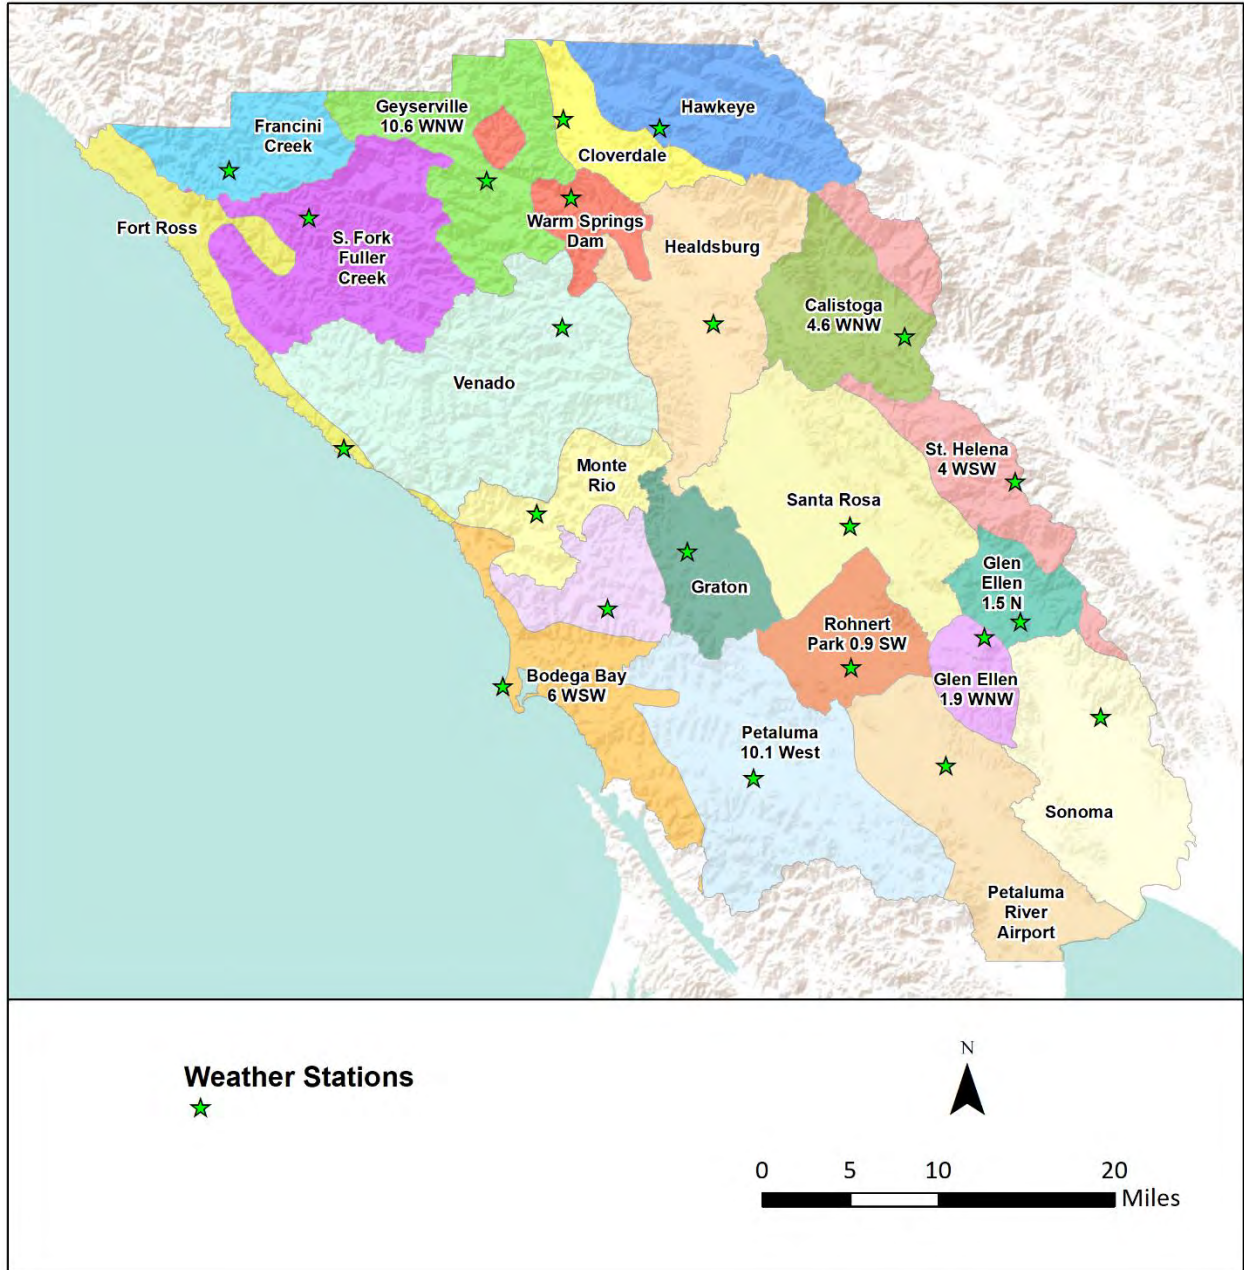 Hawkeye
Geyserville
10.6 WNW
Francini
Creek
Cloverdale
Fort Ross
Warm Springs
Dam
S. Fork
Fuller
Creek
Healdsburg
Calistoga
4.6 WNW
Venado
St. Helena
4 WSW
Monte
Rio
Santa Rosa
Glen
Ellen
1.5 N
Graton
Rohnert
Park 0.9 SW
Bodega Bay
6 WSW
Glen Ellen
1.9 WNW
Petaluma
10.1 West
Sonoma
Petaluma
River
Airport
Weather Stations
N
0 5 10 20
Miles